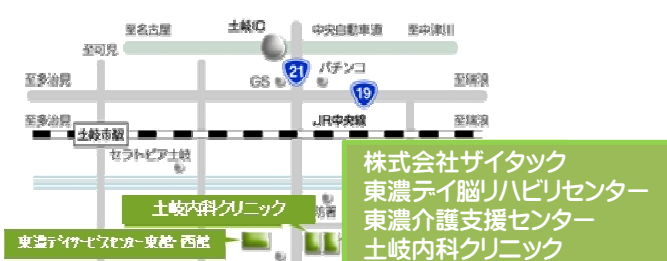 至名古屋
土岐IC
中央自動車道
至中津川
至可児
至多治見
GS
21
パチンコ
19
至瑞浪
至多治見
土岐市駅
JR中央線
至瑞浪
セラトピア土岐
土岐内科クリニック
防署
東濃デイサービスセンター東館・西館
株式会社ザイタック
東濃デイ脳リハビリセンター
東濃介護支援センター
土岐内科クリニック